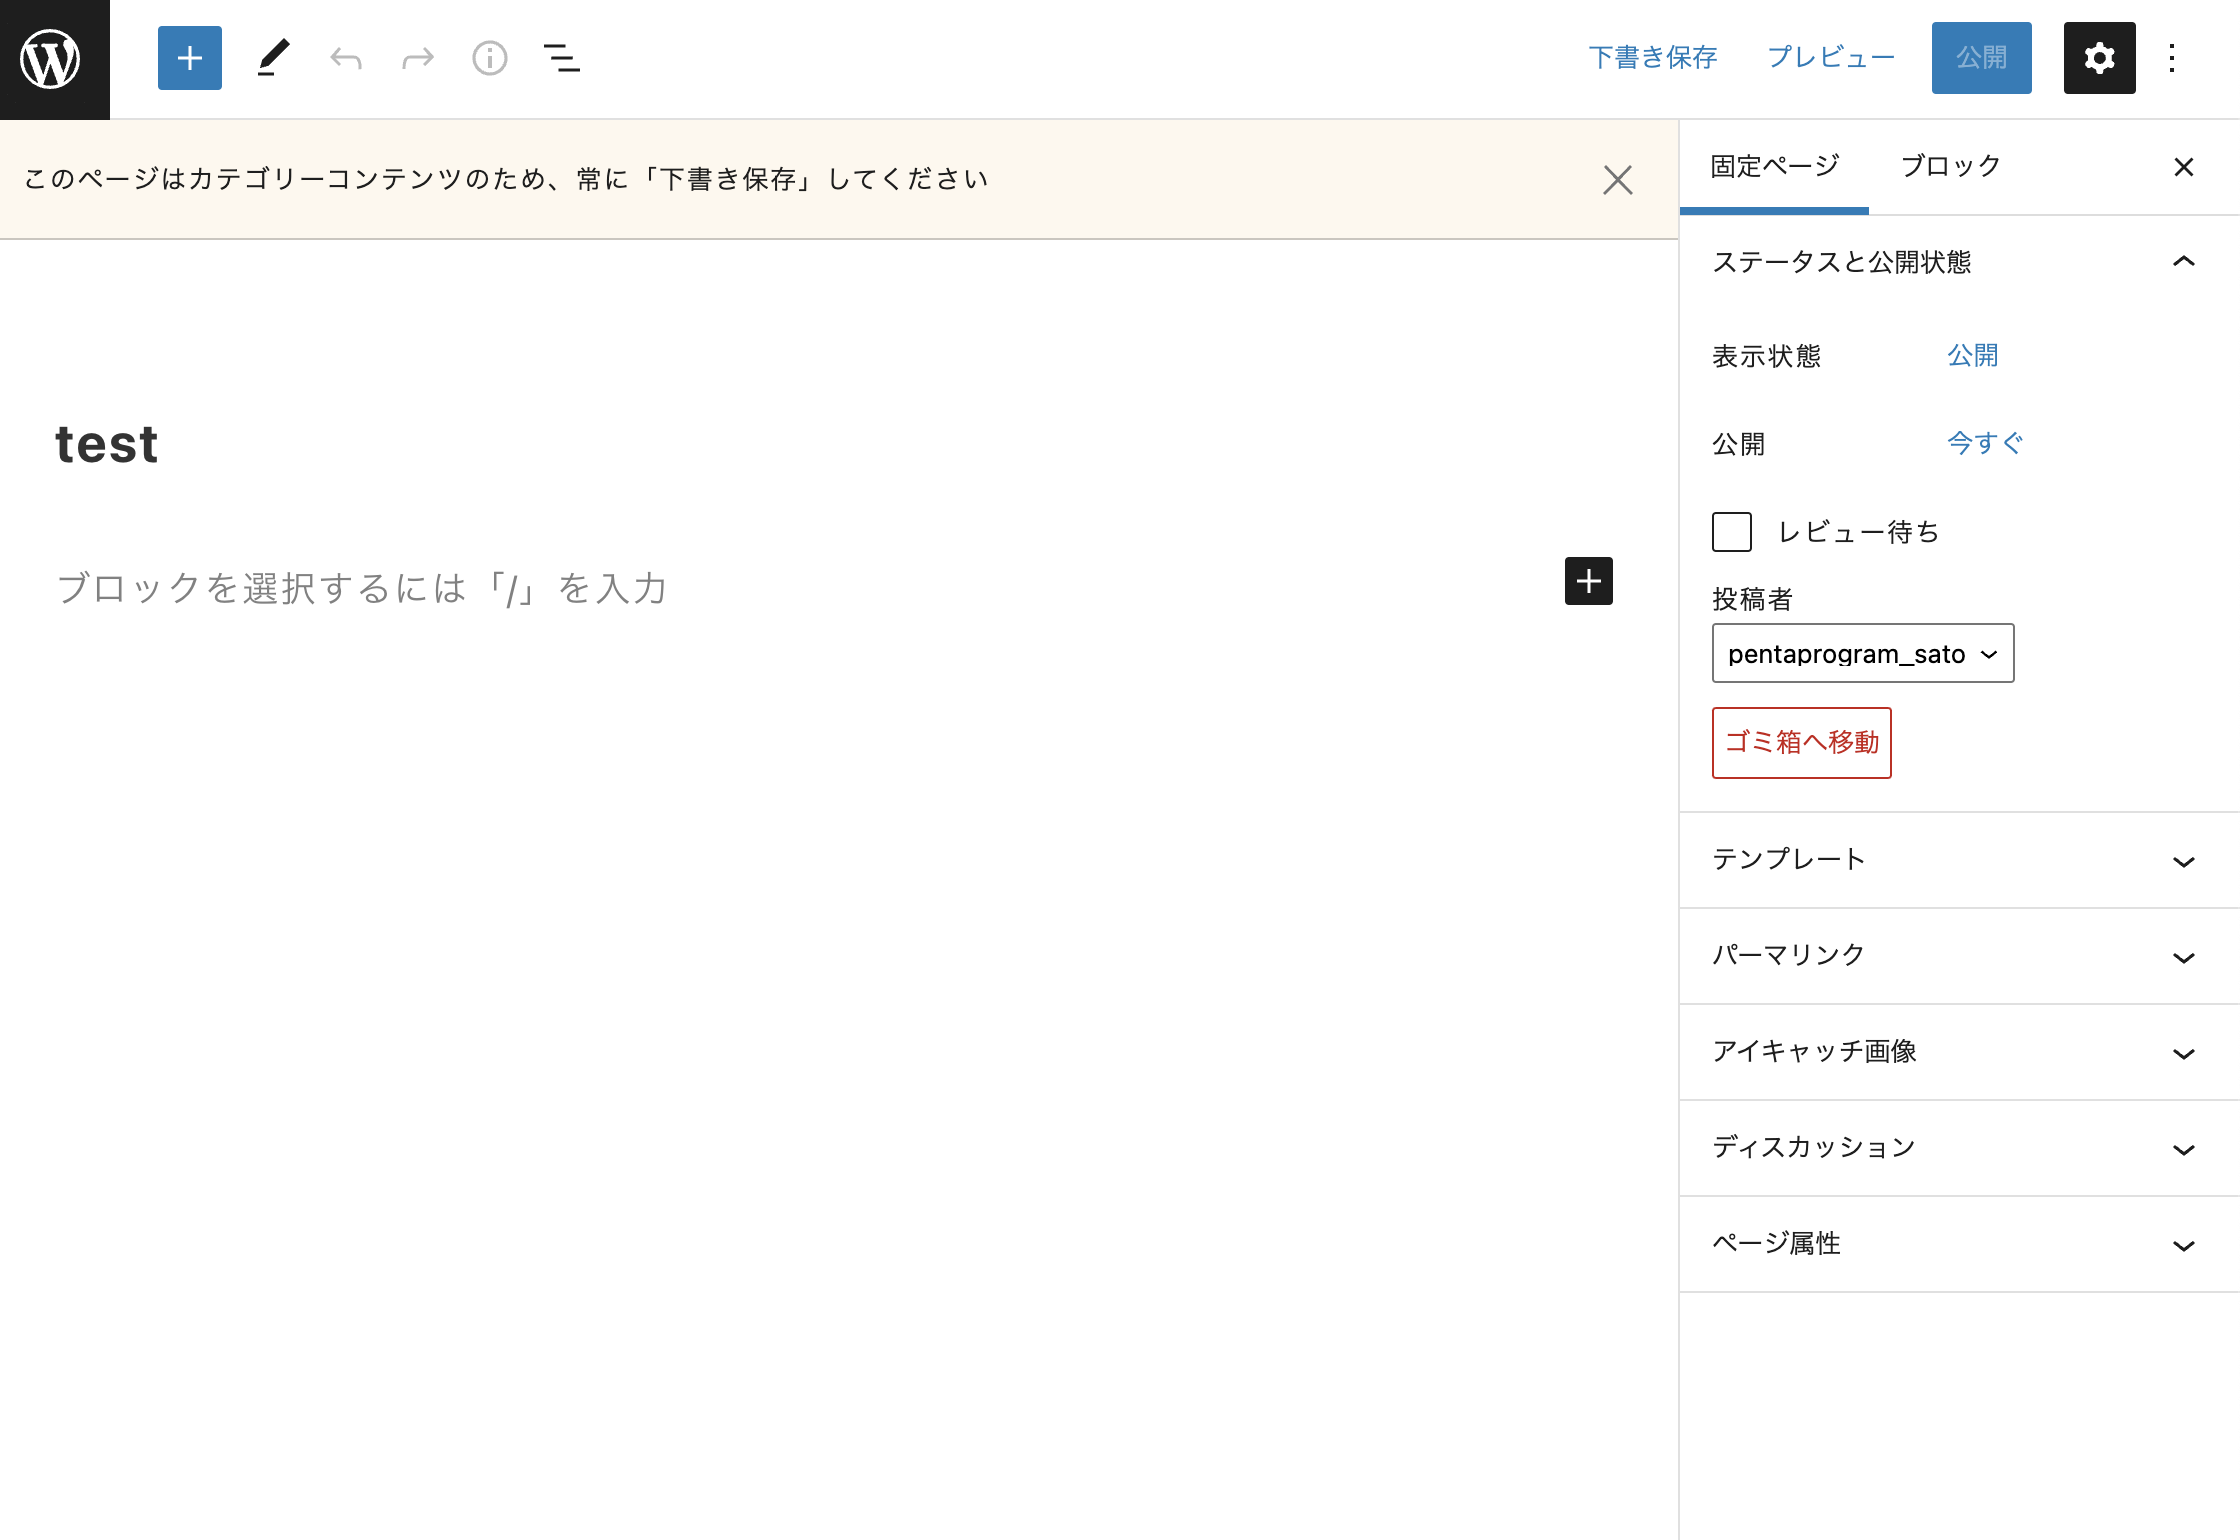 下書き保存 プレビュー 公開
このページはカテゴリーコンテンツのため、常に「下書き保存」してください
test
ブロックを選択するには「/」を入力
固定ページ ブロック
ステータスと公開状態
表示状態 公開
公開 今すぐ
レビュー待ち
投稿者
pentaprogram_sato
ゴミ箱へ移動
テンプレート
パーマリンク
アイキャッチ画像
ディスカッション
ページ属性